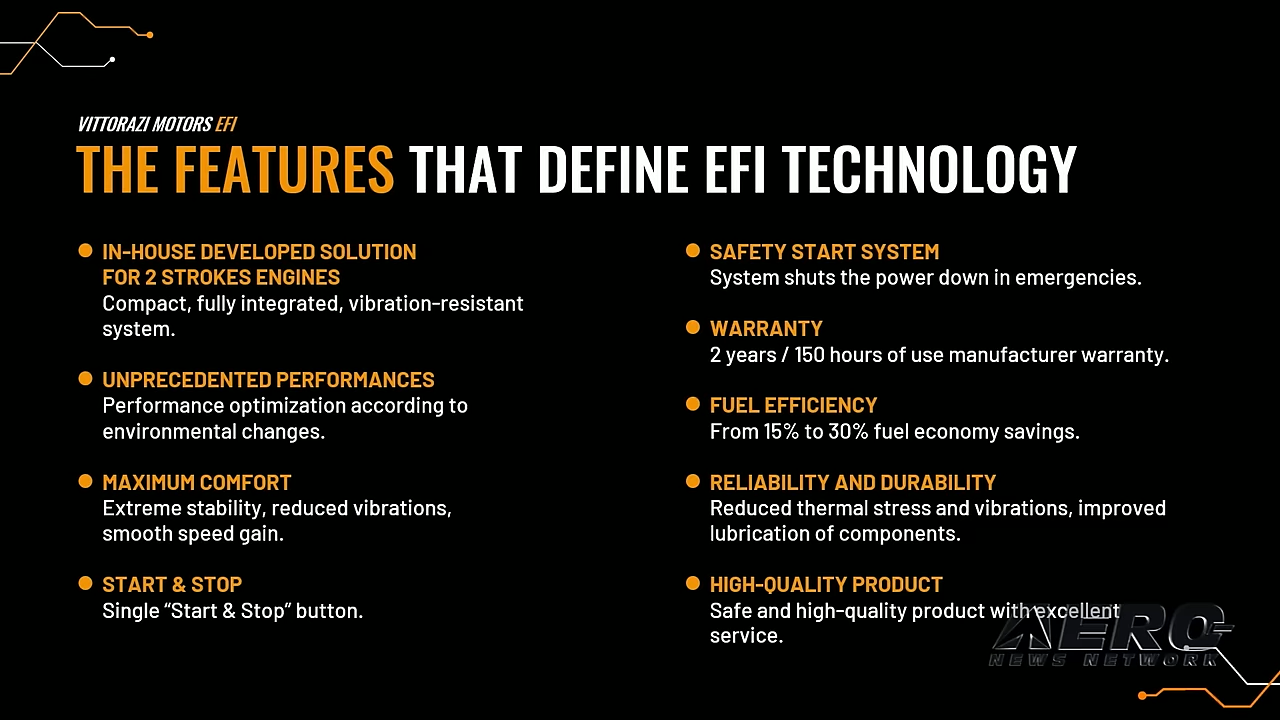 VITTORAZI MOTORS EFI
THE FEATURES THAT DEFINE EFI TECHNOLOGY
IN-HOUSE DEVELOPED SOLUTION
FOR 2 STROKES ENGINES
Compact, fully integrated, vibration-resistant
system.
UNPRECEDENTED PERFORMANCES
Performance optimization according to
environmental changes.
MAXIMUM COMFORT
Extreme stability, reduced vibrations,
smooth speed gain.
START & STOP
Single “Start & Stop” button.
SAFETY START SYSTEM
System shuts the power down in emergencies.
WARRANTY
2 years / 150 hours of use manufacturer warranty.
FUEL EFFICIENCY
From 15% to 30% fuel economy savings.
RELIABILITY AND DURABILITY
Reduced thermal stress and vibrations, improved
lubrication of components.
HIGH-QUALITY PRODUCT
Safe and high-quality product with excellent
service.
AERO
NEWS NETWORK